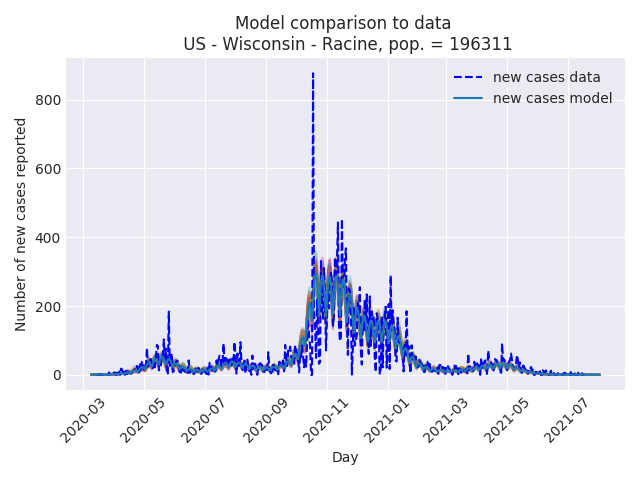 Model comparison to data
US - Wisconsin - Racine, pop. = 196311
new cases data
new cases model
Number of new cases reported
800
600
400
200
0
2020-03
2020-05
2020-07
2020-09
2020-11
2021-01
2021-03
2021-05
2021-07
Day